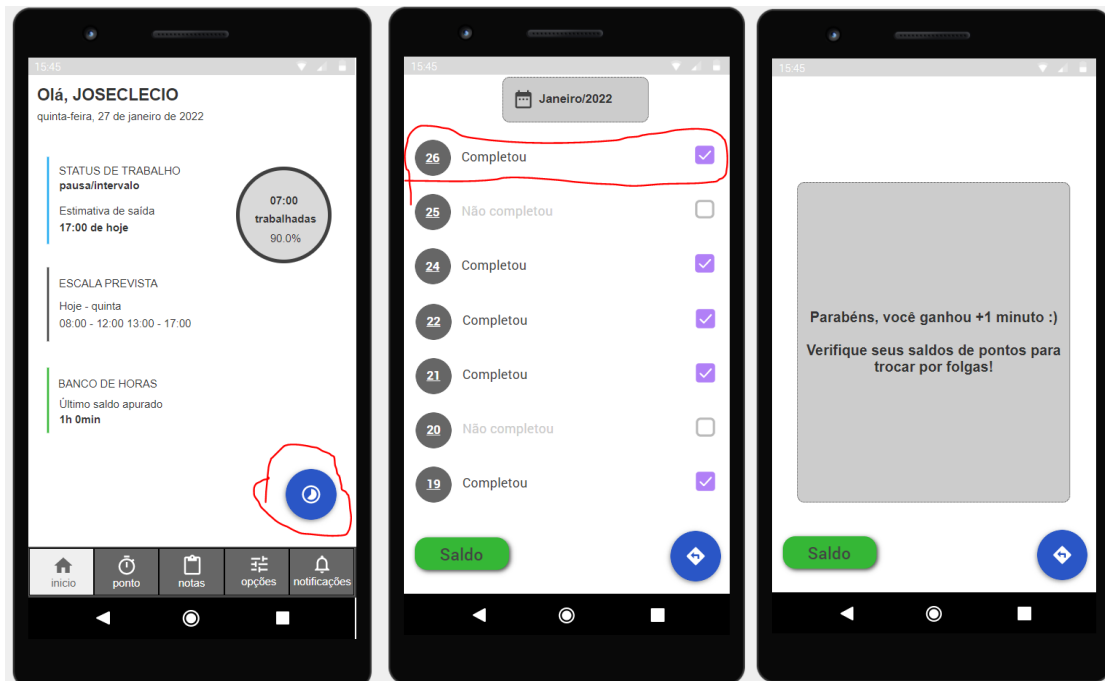 15:45
Olá, JOSECLECIO
quinta-feira, 27 de janeiro de 2022
STATUS DE TRABALHO
pausa/intervalo
Estimativa de saída
17:00 de hoje
07:00
trabalhadas
90.0%
ESCALA PREVISTA
Hoje - quinta
08:00 - 12:00 13:00 - 17:00
BANCO DE HORAS
Último saldo apurado
1h 0min
inicio
ponto
notas
opções
notificações
15:45
Janeiro/2022
26 Completou
25 Não completou
24 Completou
22 Completou
21 Completou
20 Não completou
19 Completou
Saldo
15:45
Parabéns, você ganhou +1 minuto :)
Verifique seus saldos de pontos para
trocar por folgas!
Saldo